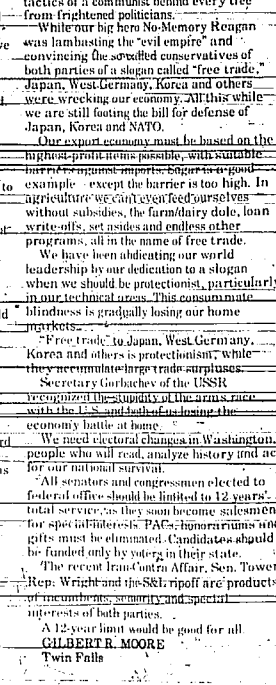 tactics of a communist behind every tree
from frightened politicians.
While our big hero No-Memory Reagan
was lambasting the "evil empire" and
convincing the so-called conservatives of
both parties of a slogan called "free trade,"
Japan, West Germany, Korea and others
were wrecking our economy. All this while
we are still footing the bill for defense of
Japan, Korea and NATO.
Our export economy must be based on the
highest-profit items possible, with suitable
barriers against imports. Sugar is a good
example - except the barrier is too high. In
agriculture we can't even feed ourselves
without subsidies, the farm/dairy dole, loan
write-offs, set asides and endless other
programs, all in the name of free trade.
We have been abdicating our world
leadership by our dedication to a slogan
when we should be protectionist, particularly
in our technical areas. This consummate
blindness is gradually losing our home
markets.
"Free trade" to Japan, West Germany,
Korea and others is protectionism, while
they accumulate large trade surpluses.
Secretary Gorbachev of the USSR
recognized the stupidity of the arms race
with the U.S. and both of us losing the
economy battle at home.
We need electoral changes in Washington,
people who will read, analyze history and ac
for our national survival.
All senators and congressmen elected to
federal office should be limited to 12 years'
total service, as they soon become salesmen
for special interests. PACs, honorariums and
gifts must be eliminated. Candidates should
be funded only by voters in their state.
The recent Iran-Contra Affair, Sen. Tower
Rep. Wright and the S&L ripoff are products
of incumbents, seniority and special
interests of both parties.
A 12-year limit would be good for all.
GILBERT R. MOORE
Twin Falls